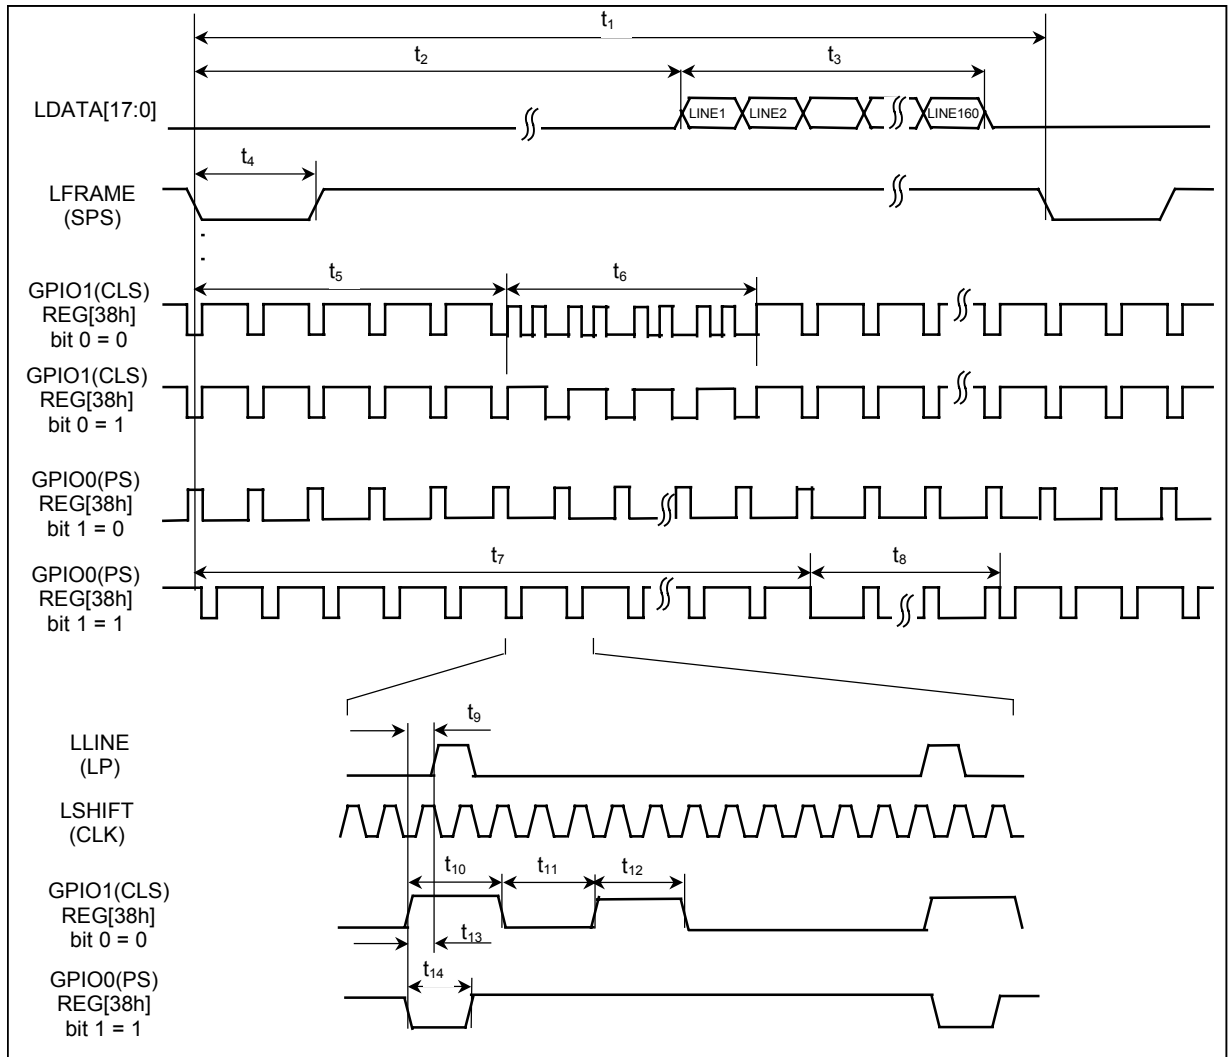 t1
t2
t3
LDATA[17:0]
LINE1
LINE2
LINE160
t4
LFRAME
(SPS)
t5
t6
GPIO1(CLS)
REG[38h]
bit 0 = 0
GPIO1(CLS)
REG[38h]
bit 0 = 1
GPIO0(PS)
REG[38h]
bit 1 = 0
t7
t8
GPIO0(PS)
REG[38h]
bit 1 = 1
t9
LLINE
(LP)
LSHIFT
(CLK)
t10
t11
t12
GPIO1(CLS)
REG[38h]
bit 0 = 0
t13
t14
GPIO0(PS)
REG[38h]
bit 1 = 1